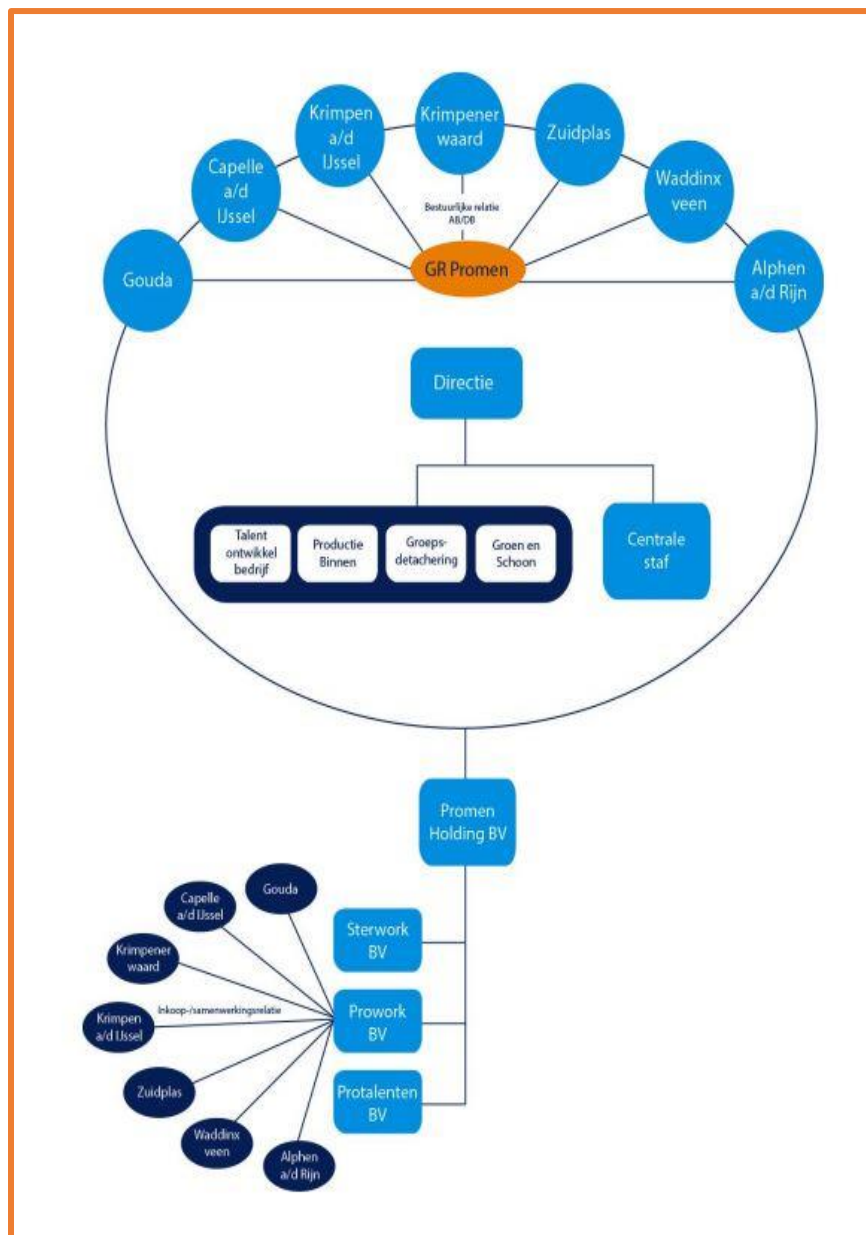 Krimpen
a/d
IJssel
Krimpener
waard
Zuidplas
Capelle
a/d
IJssel
Waddinx
veen
Bestuurlijke relatie
AB/DB
Gouda
GR Promen
Alphen
a/d Rijn
Directie
Talent
ontwikkel
bedrijf
Productie
Binnen
Groeps-
detachering
Groen en
Schoon
Centrale
staf
Promen
Holding BV
Gouda
Capelle
a/d IJssel
Krimpener
waard
Inkoop-/samenwerkingsrelatie
Krimpen
a/d IJssel
Zuidplas
Waddinx
veen
Alphen
a/d Rijn
Sterwork
BV
Prowork
BV
Protalenten
BV